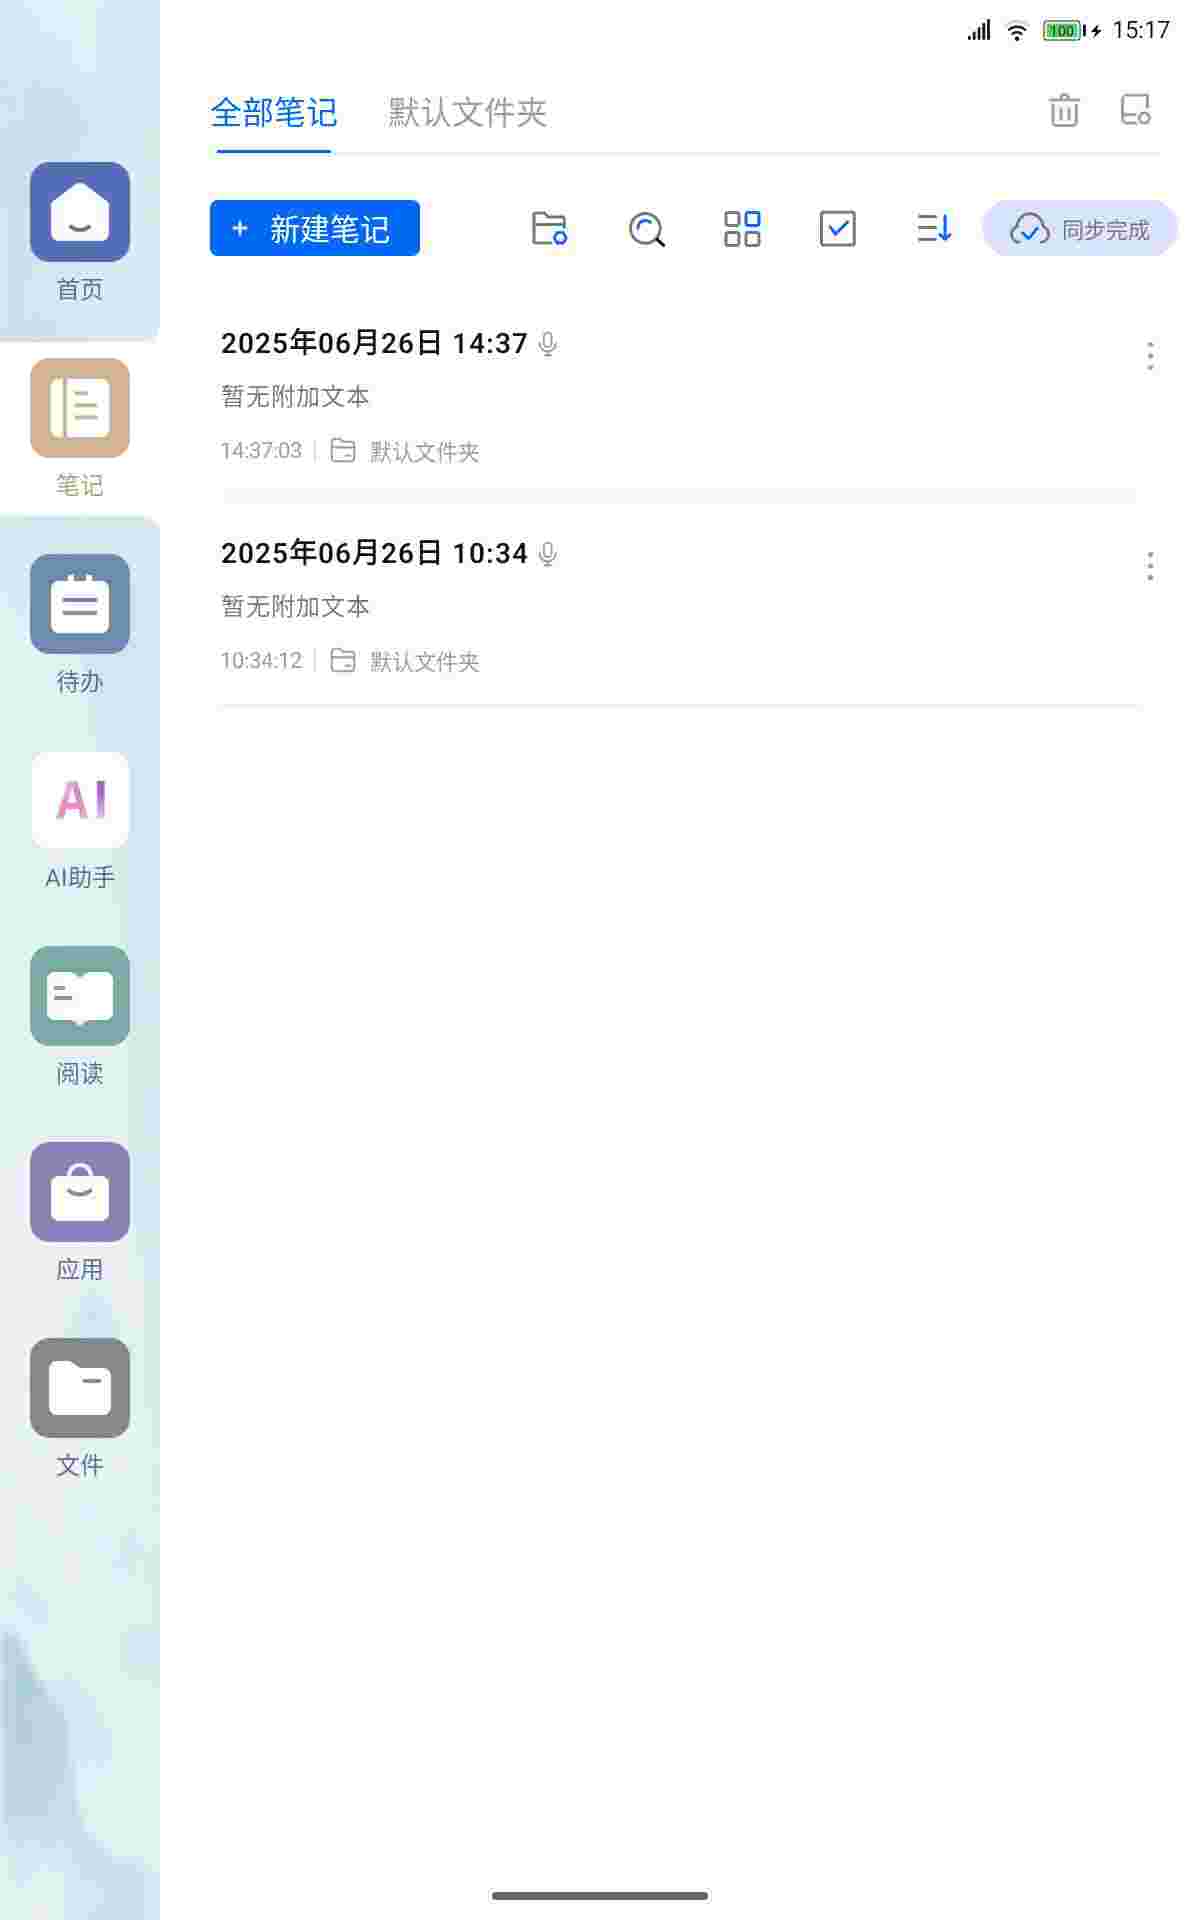 100 15:17
全部笔记 默认文件夹
+ 新建笔记 同步完成
首页
2025年06月26日 14:37
暂无附加文本
14:37:03 默认文件夹
笔记
2025年06月26日 10:34
暂无附加文本
10:34:12 默认文件夹
待办
AI
AI助手
阅读
应用
文件